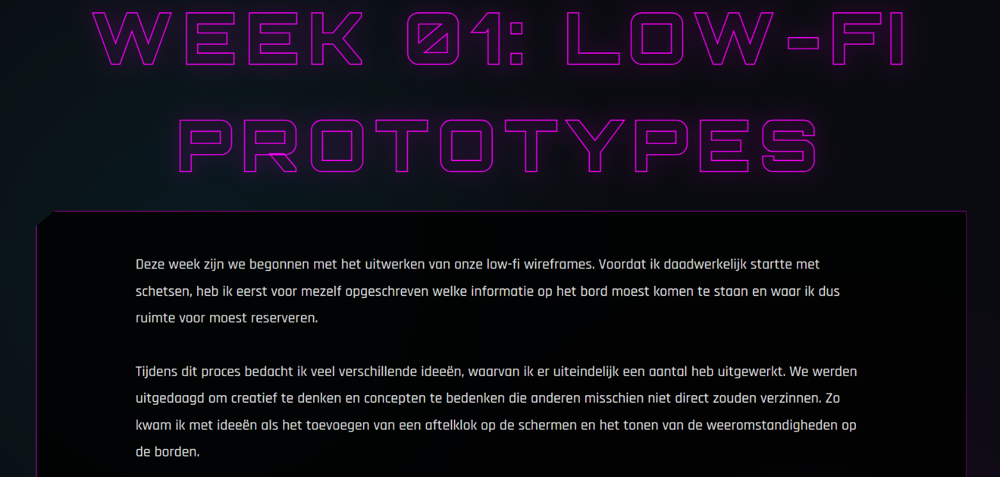 WEEK 01: LOW-FI
PROTOTYPES
Deze week zijn we begonnen met het uitwerken van onze low-fi wireframes. Voordat ik daadwerkelijk startte met
schetsen, heb ik eerst voor mezelf opgeschreven welke informatie op het bord moest komen te staan en waar ik dus
ruimte voor moest reserveren.
Tijdens dit proces bedacht ik veel verschillende ideeën, waarvan ik er uiteindelijk een aantal heb uitgewerkt. We werden
uitgedaagd om creatief te denken en concepten te bedenken die anderen misschien niet direct zouden verzinnen. Zo
kwam ik met ideeën als het toevoegen van een aftelklok op de schermen en het tonen van de weeromstandigheden op
de borden.